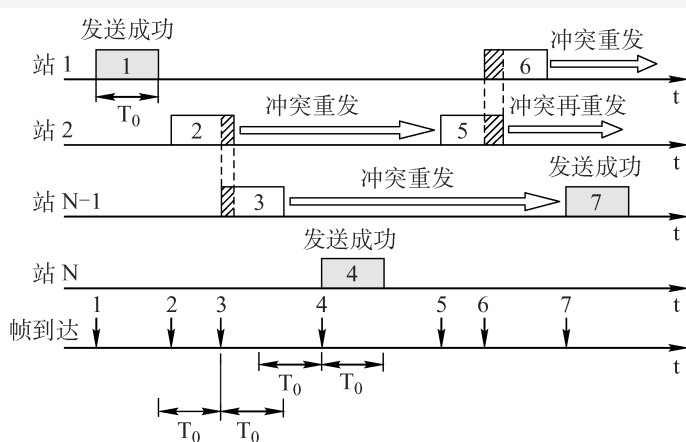 发送成功 冲突重发
站 1 1 6 t
T0 冲突重发 冲突再重发
站 2 2 5 t
冲突重发 发送成功
站 N-1 3 7 t
发送成功
站 N 4 t
1 2 3 4 5 6 7
帧到达 t
T0 T0
T0 T0